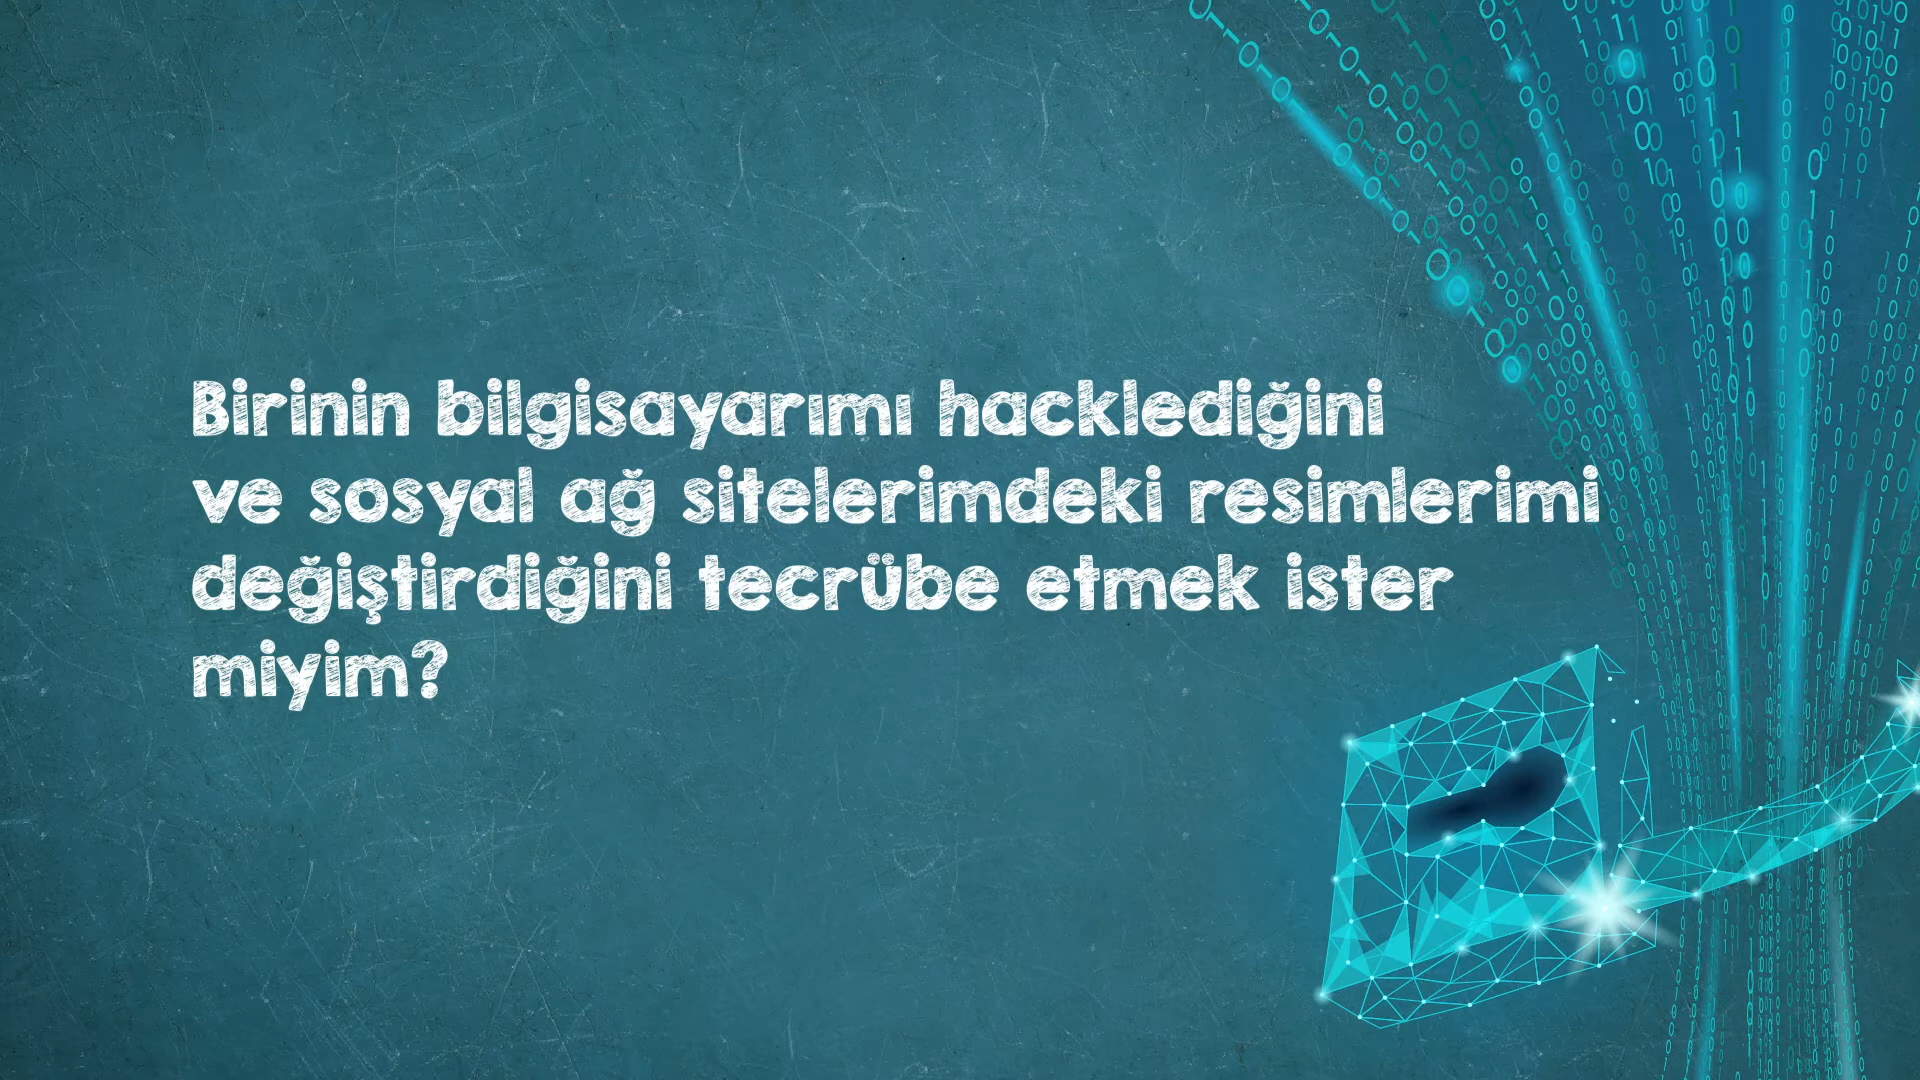 Birinin bilgisayarımı hacklediğini
ve sosyal ağ sitelerimdeki resimlerimi
değiştirdiğini tecrübe etmek ister
miyim?